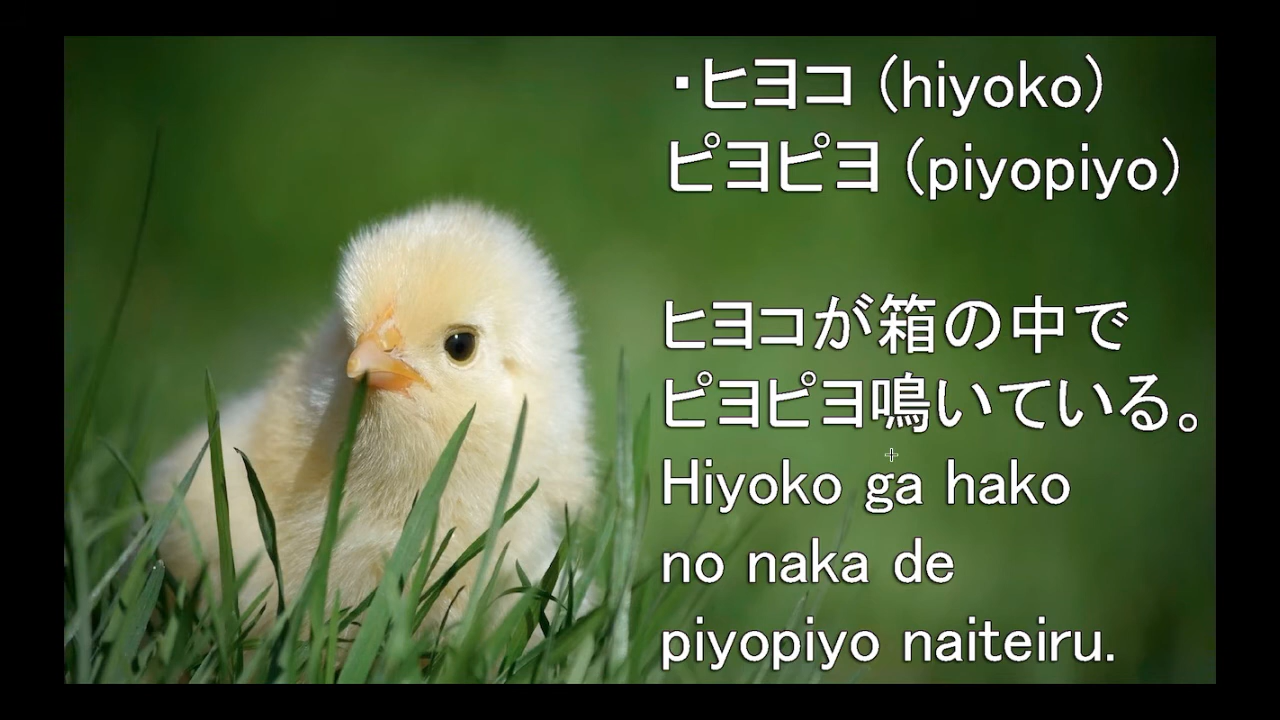 ・ヒヨコ (hiyoko)
ピヨピヨ (piyopiyo)
ヒヨコが箱の中で
ピヨピヨ鳴いている。
Hiyoko ga hako
no naka de
piyopiyo naiteiru.